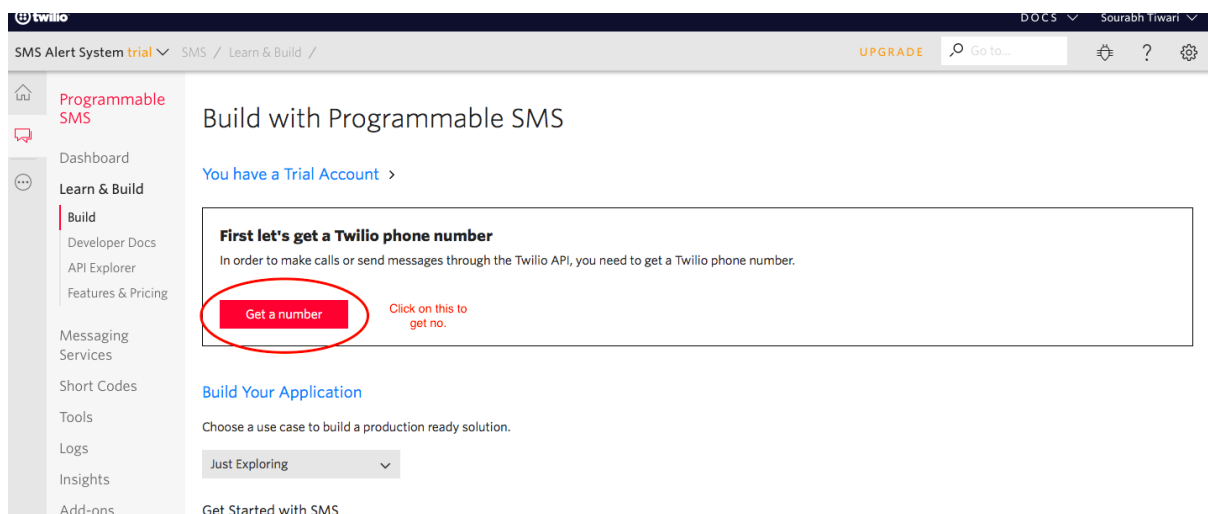 twilio
DOCS Sourabh Tiwari
SMS Alert System trial SMS / Learn & Build /
UPGRADE Go to... ?
Programmable
SMS
Dashboard
Learn & Build
Build
Developer Docs
API Explorer
Features & Pricing
Messaging
Services
Short Codes
Tools
Logs
Insights
Add-ons
Build with Programmable SMS
You have a Trial Account >
First let's get a Twilio phone number
In order to make calls or send messages through the Twilio API, you need to get a Twilio phone number.
Get a number
Click on this to
get no.
Build Your Application
Choose a use case to build a production ready solution.
Just Exploring
Get Started with SMS